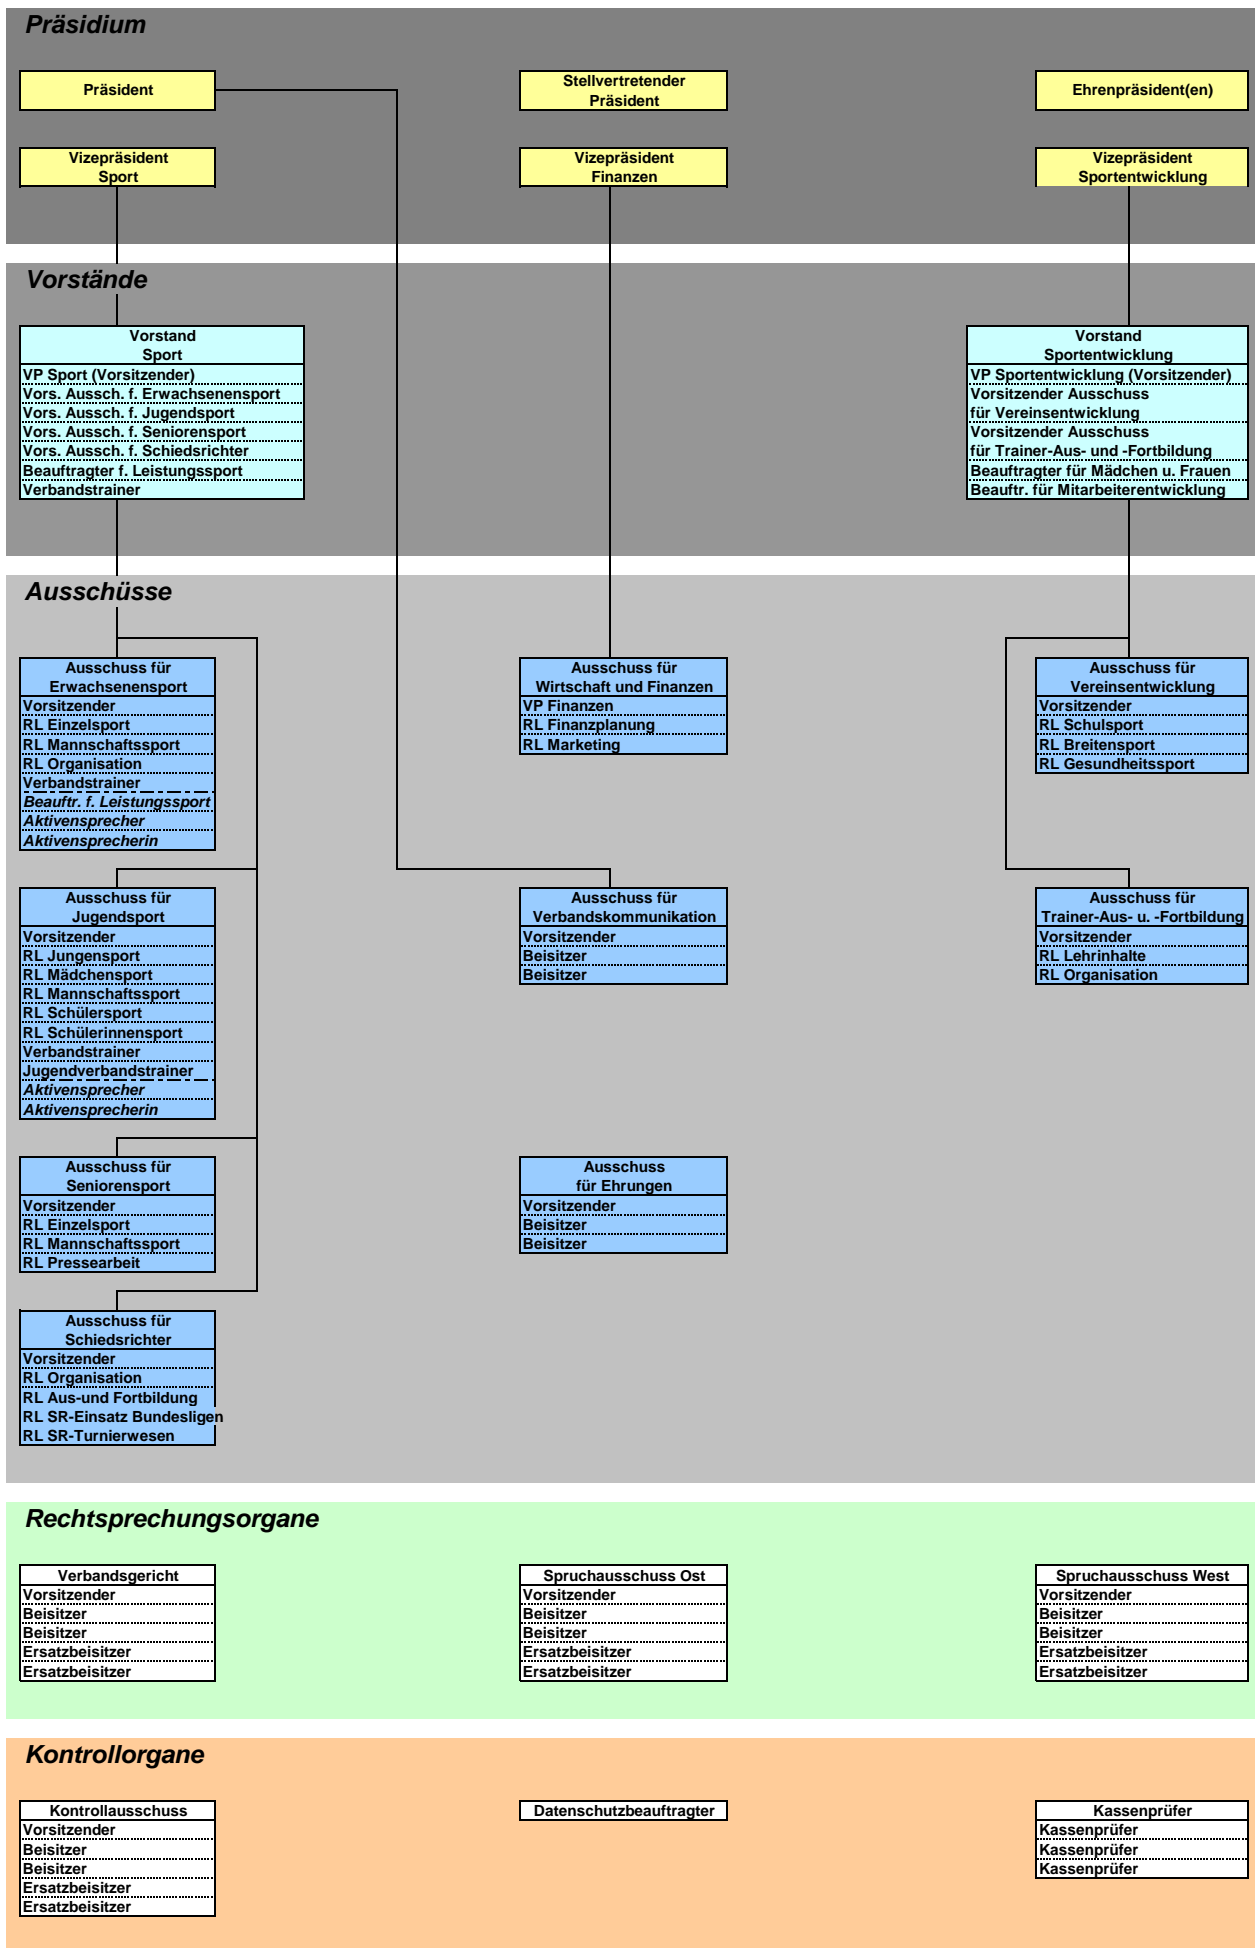 Präsidium
Präsident
Stellvertretender
Präsident
Ehrenpräsident(en)
Vizepräsident
Sport
Vizepräsident
Finanzen
Vizepräsident
Sportentwicklung
Vorstände
Vorstand
Sport
VP Sport (Vorsitzender)
Vors. Aussch. f. Erwachsenensport
Vors. Aussch. f. Jugendsport
Vors. Aussch. f. Seniorensport
Vors. Aussch. f. Schiedsrichter
Beauftragter f. Leistungssport
Verbandstrainer
Vorstand
Sportentwicklung
VP Sportentwicklung (Vorsitzender)
Vorsitzender Ausschuss
für Vereinsentwicklung
Vorsitzender Ausschuss
für Trainer-Aus- und -Fortbildung
Beauftragter für Mädchen u. Frauen
Beauftr. für Mitarbeiterentwicklung
Ausschüsse
Ausschuss für
Erwachsenensport
Vorsitzender
RL Einzelsport
RL Mannschaftssport
RL Organisation
Verbandstrainer
Beauftr. f. Leistungssport
Aktivensprecher
Aktivensprecherin
Ausschuss für
Wirtschaft und Finanzen
VP Finanzen
RL Finanzplanung
RL Marketing
Ausschuss für
Vereinsentwicklung
Vorsitzender
RL Schulsport
RL Breitensport
RL Gesundheitssport
Ausschuss für
Jugendsport
Vorsitzender
RL Jungensport
RL Mädchensport
RL Mannschaftssport
RL Schülersport
RL Schülerinnensport
Verbandstrainer
Jugendverbandstrainer
Aktivensprecher
Aktivensprecherin
Ausschuss für
Verbandskommunikation
Vorsitzender
Beisitzer
Beisitzer
Ausschuss für
Trainer-Aus- u. -Fortbildung
Vorsitzender
RL Lehrinhalte
RL Organisation
Ausschuss für
Seniorensport
Vorsitzender
RL Einzelsport
RL Mannschaftssport
RL Pressearbeit
Ausschuss
für Ehrungen
Vorsitzender
Beisitzer
Beisitzer
Ausschuss für
Schiedsrichter
Vorsitzender
RL Organisation
RL Aus-und Fortbildung
RL SR-Einsatz Bundesligen
RL SR-Turnierwesen
Rechtsprechungsorgane
Verbandsgericht
Vorsitzender
Beisitzer
Beisitzer
Ersatzbeisitzer
Ersatzbeisitzer
Spruchausschuss Ost
Vorsitzender
Beisitzer
Beisitzer
Ersatzbeisitzer
Ersatzbeisitzer
Spruchausschuss West
Vorsitzender
Beisitzer
Beisitzer
Ersatzbeisitzer
Ersatzbeisitzer
Kontrollorgane
Kontrollausschuss
Vorsitzender
Beisitzer
Beisitzer
Ersatzbeisitzer
Ersatzbeisitzer
Datenschutzbeauftragter
Kassenprüfer
Kassenprüfer
Kassenprüfer
Kassenprüfer